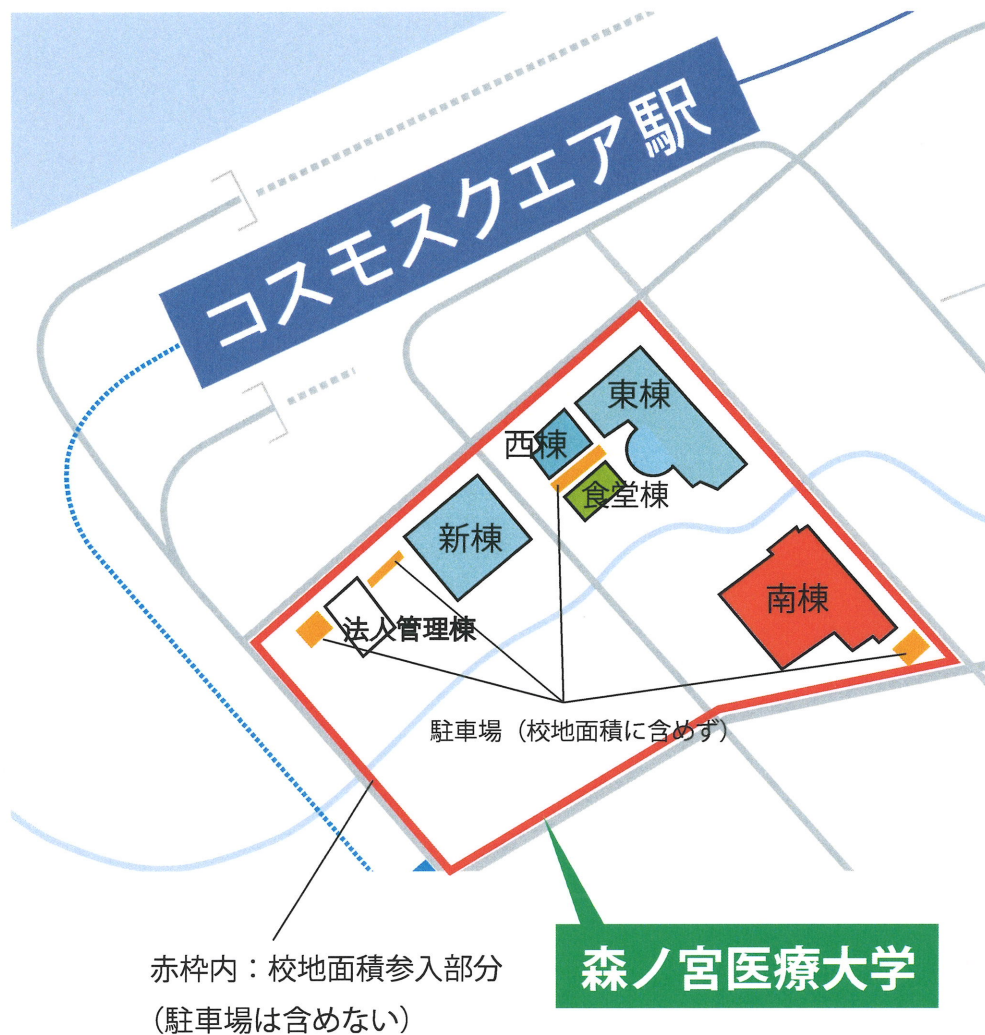 コスモスクエア駅
東棟
西棟
食堂棟
新棟
南棟
法人管理棟
駐車場（校地面積に含めず）
赤枠内：校地面積参入部分
（駐車場は含めない）
森ノ宮医療大学